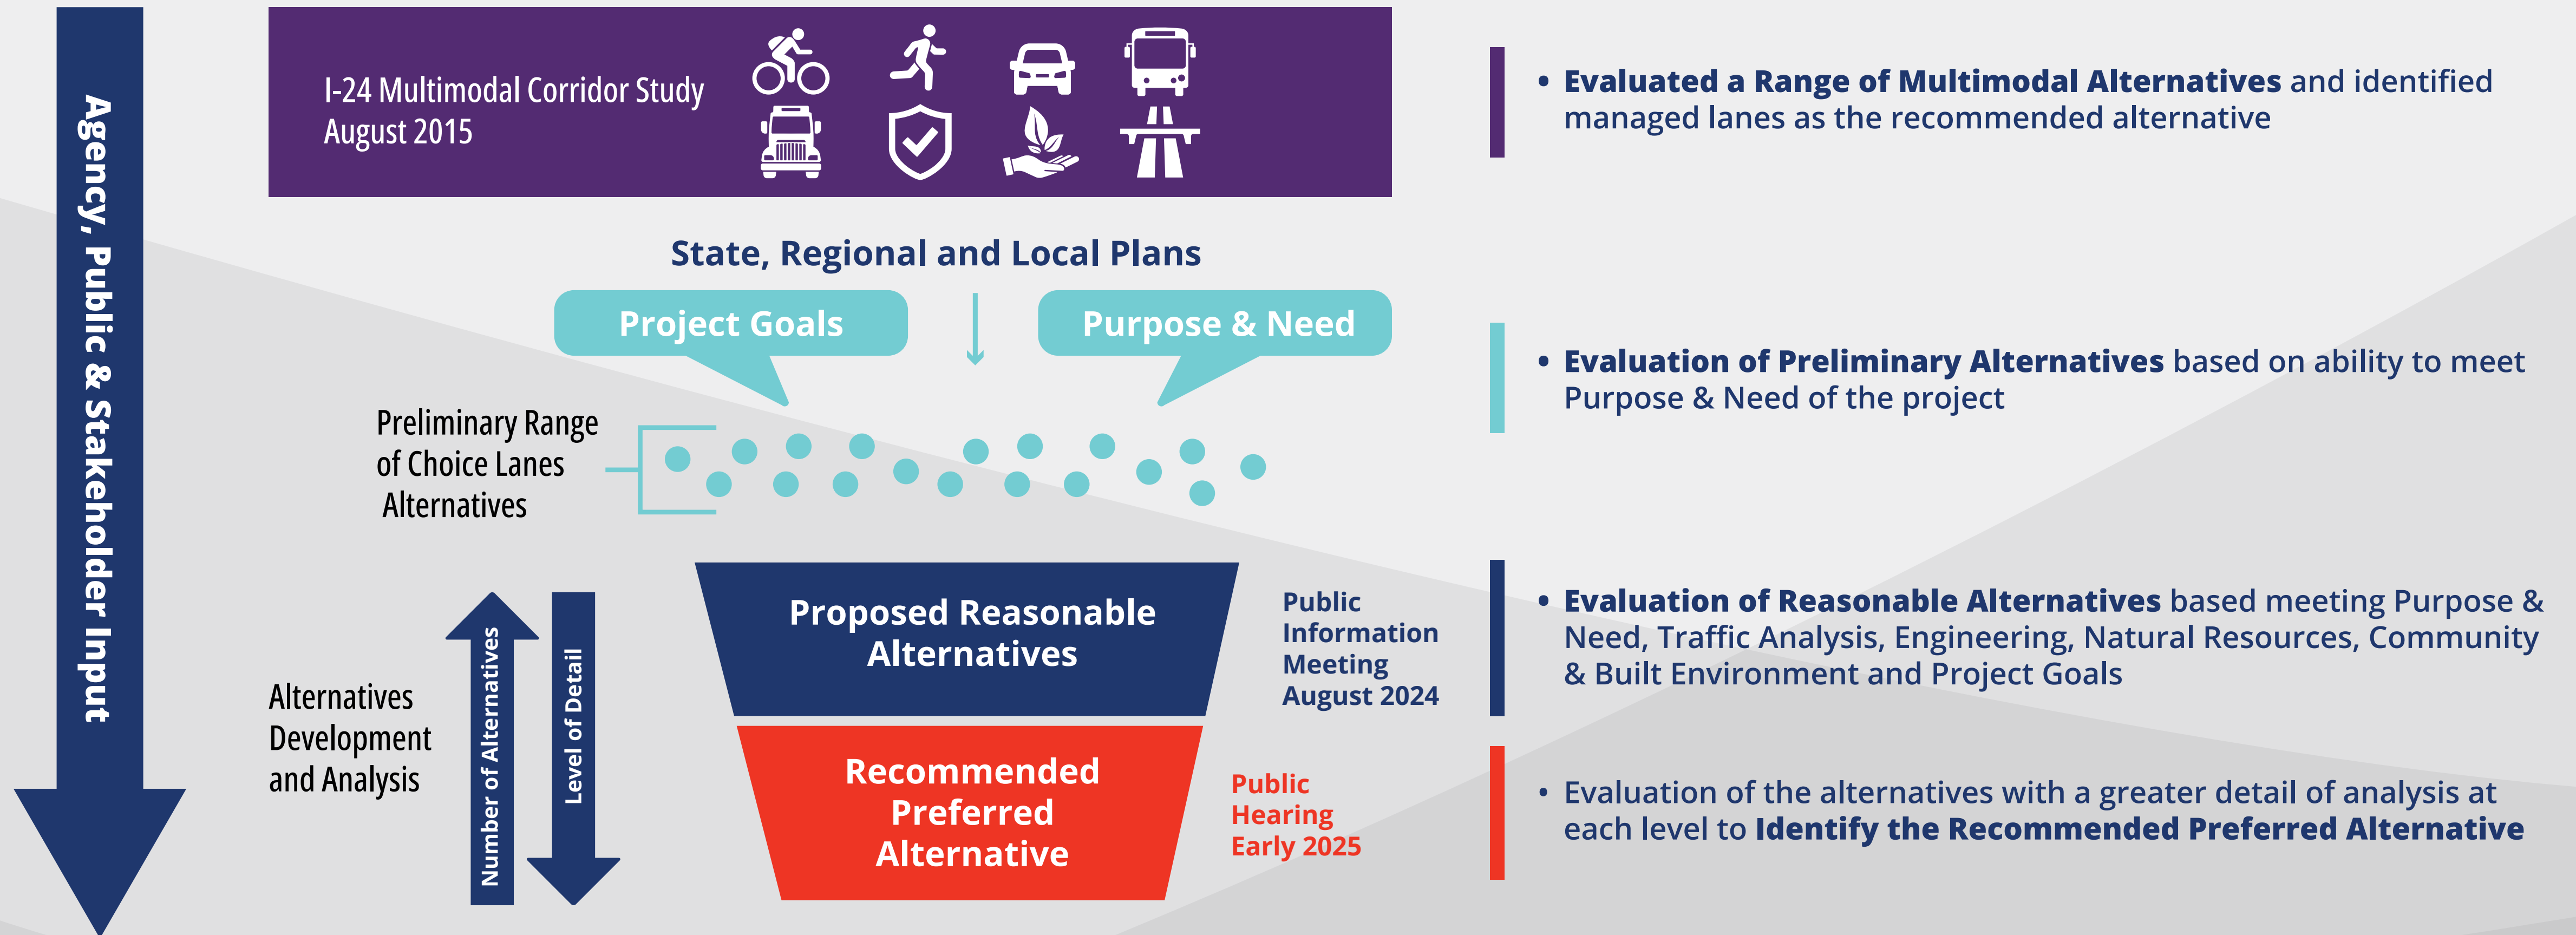 Agency, Public & Stakeholder Input
I-24 Multimodal Corridor Study
August 2015
• Evaluated a Range of Multimodal Alternatives and identified
managed lanes as the recommended alternative
State, Regional and Local Plans
Project Goals
Purpose & Need
• Evaluation of Preliminary Alternatives based on ability to meet
Purpose & Need of the project
Preliminary Range
of Choice Lanes
Alternatives
Alternatives
Development
and Analysis
Number of Alternatives
Level of Detail
Proposed Reasonable
Alternatives
Public
Information
Meeting
August 2024
• Evaluation of Reasonable Alternatives based meeting Purpose &
Need, Traffic Analysis, Engineering, Natural Resources, Community
& Built Environment and Project Goals
Recommended
Preferred
Alternative
Public
Hearing
Early 2025
• Evaluation of the alternatives with a greater detail of analysis at
each level to Identify the Recommended Preferred Alternative